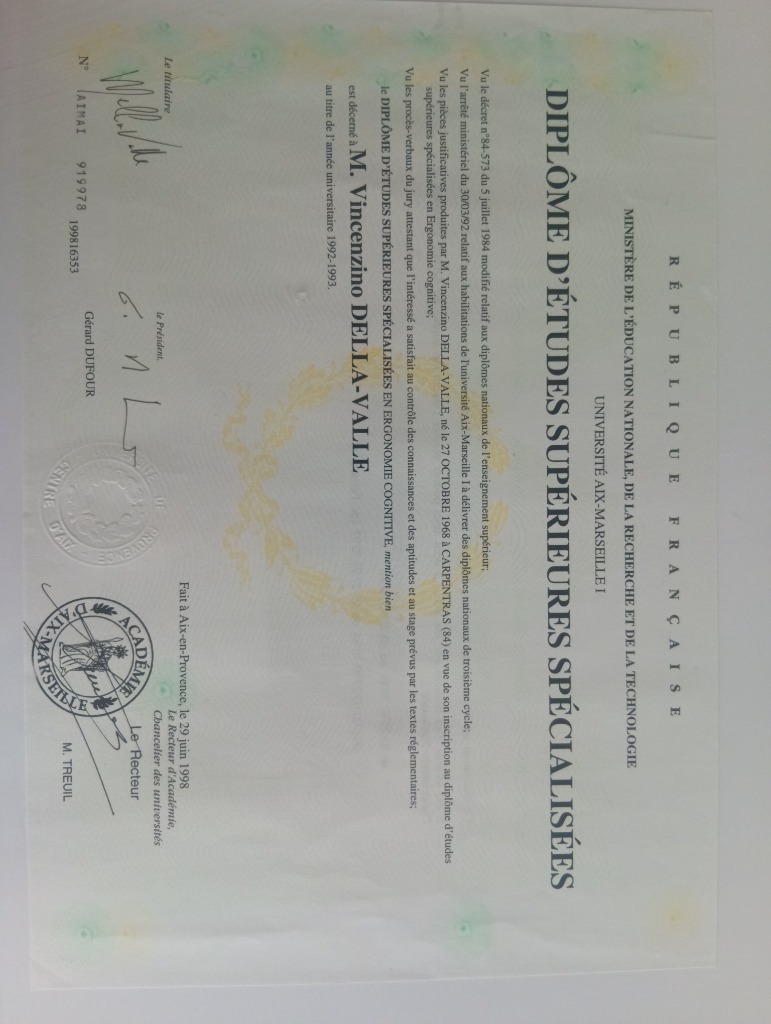 RÉPUBLIQUE FRANÇAISE
MINISTÈRE DE L'ÉDUCATION NATIONALE, DE LA RECHERCHE ET DE LA TECHNOLOGIE
UNIVERSITÉ AIX-MARSEILLE I
DIPLÔME D'ÉTUDES SUPÉRIEURES SPÉCIALISÉES
Vu le décret n°84-573 du 5 juillet 1984 modifié relatif aux diplômes nationaux de l'enseignement supérieur;
Vu l'arrêté ministériel du 30/03/92 relatif aux habilitations de l'université Aix-Marseille I à délivrer des diplômes nationaux de troisième cycle;
Vu les pièces justificatives produites par M. Vincenzino DELLA-VALLE, né le 27 OCTOBRE 1968 à CARPENTRAS (84) en vue de son inscription au diplôme d'études
supérieures spécialisées en Ergonomie cognitive;
Vu les procès-verbaux du jury attestant que l'intéressé a satisfait au contrôle des connaissances et des aptitudes et au stage prévus par les textes réglementaires;
le DIPLÔME D'ÉTUDES SUPÉRIEURES SPÉCIALISÉES EN ERGONOMIE COGNITIVE, mention bien
est décerné à M. Vincenzino DELLA-VALLE
au titre de l'année universitaire 1992-1993.
Fait à Aix-en-Provence, le 29 juin 1998
Le titulaire
le Président,
Le Recteur d'Académie,
Chancelier des universités
Le Recteur
ACADÉMIE
D'AIX-MARSEILLE
Gérard DUFOUR
M. TREUIL
N° IAIMAI 919978 199816353